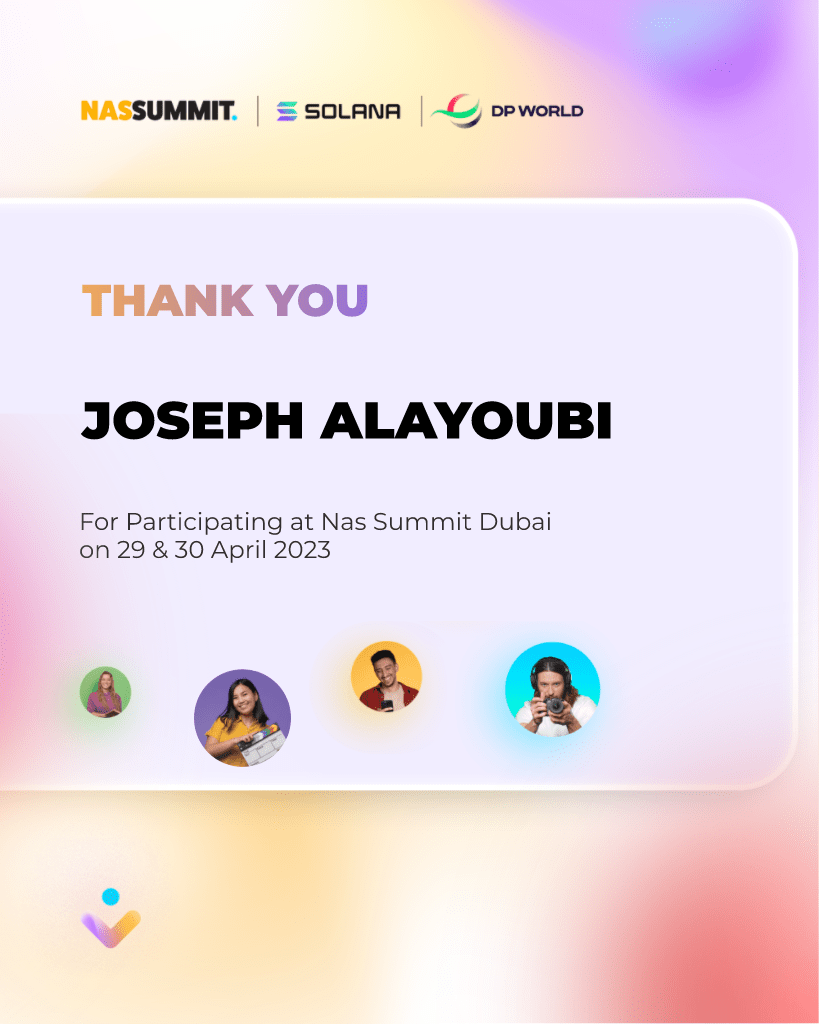 NASSUMMIT. | SOLANA | DP WORLD
THANK YOU
JOSEPH ALAYOUBI
For Participating at Nas Summit Dubai
on 29 & 30 April 2023